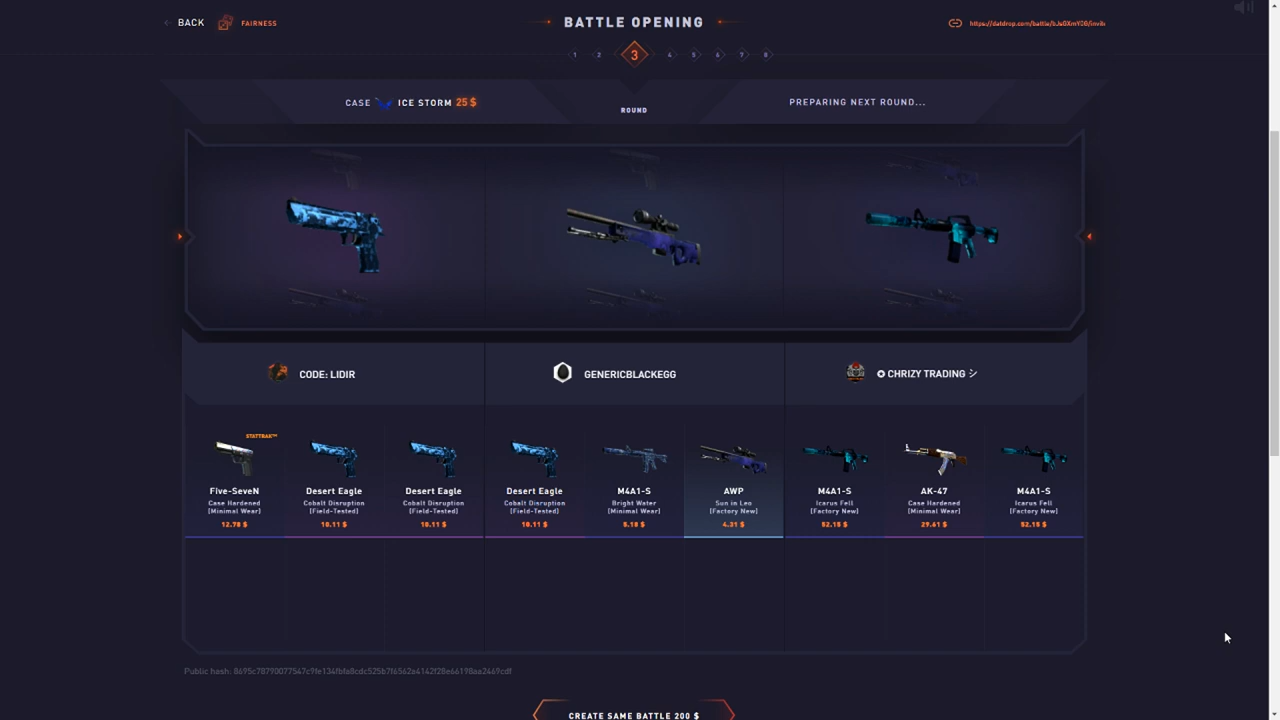 BACK
FAIRNESS
BATTLE OPENING
1 2 3 4 5 6 7 8
CASE ICE STORM 25 $
ROUND
PREPARING NEXT ROUND...
CODE: LIDIR
GENERICBLACKEGG
✪ CHRIZY TRADING シ
STATTRAK™
Five-SeveN
Case Hardened
[Minimal Wear]
12.78 $
Desert Eagle
Cobalt Disruption
[Field-Tested]
10.11 $
Desert Eagle
Cobalt Disruption
[Field-Tested]
10.11 $
Desert Eagle
Cobalt Disruption
[Field-Tested]
10.11 $
M4A1-S
Bright Water
[Minimal Wear]
5.18 $
AWP
Sun in Leo
[Factory New]
4.31 $
M4A1-S
Icarus Fell
[Factory New]
52.15 $
AK-47
Case Hardened
[Minimal Wear]
29.61 $
M4A1-S
Icarus Fell
[Factory New]
52.15 $
Public hash:
CREATE SAME BATTLE 200 $